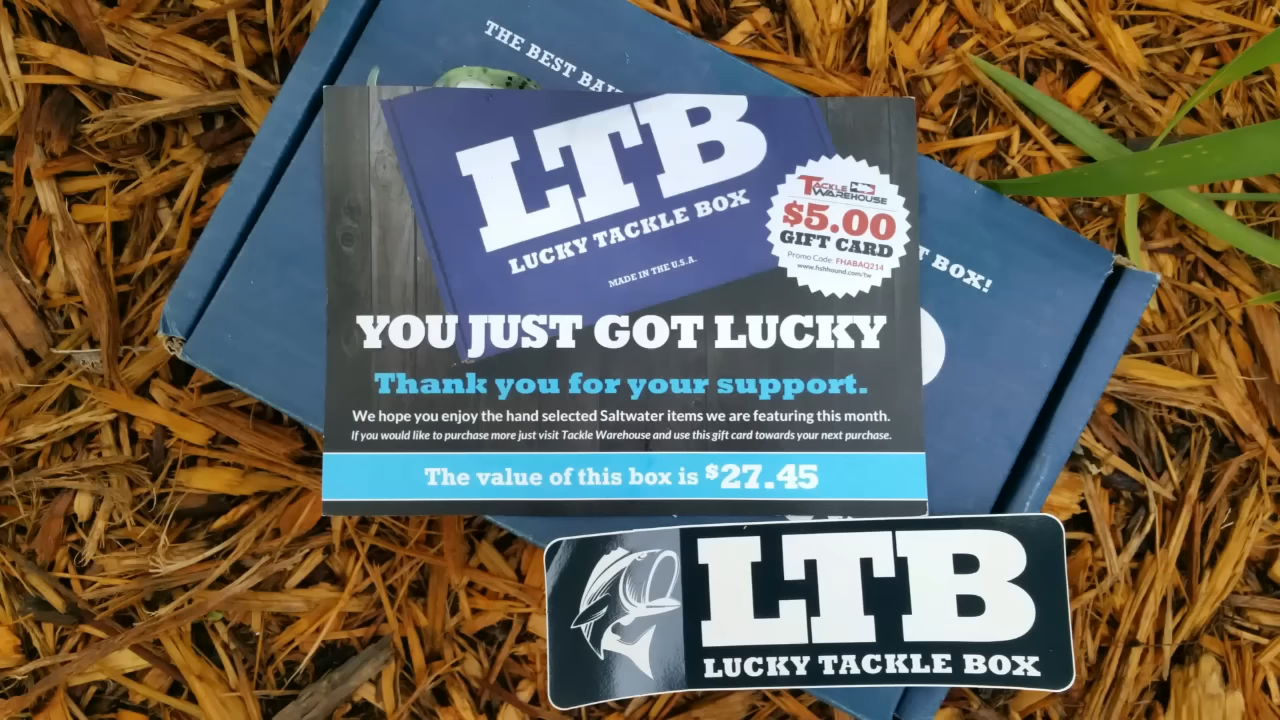 THE BEST
LTB
LUCKY TACKLE BOX
MADE IN THE U.S.A.
TACKLE
WAREHOUSE
$5.00
GIFT CARD
Promo Code: FHABAQ214
www.fishhound.com/tw
BOX!
YOU JUST GOT LUCKY
Thank you for your support.
We hope you enjoy the hand selected Saltwater items we are featuring this month.
If you would like to purchase more just visit Tackle Warehouse and use this gift card towards your next purchase.
The value of this box is $27.45
LTB
LUCKY TACKLE BOX